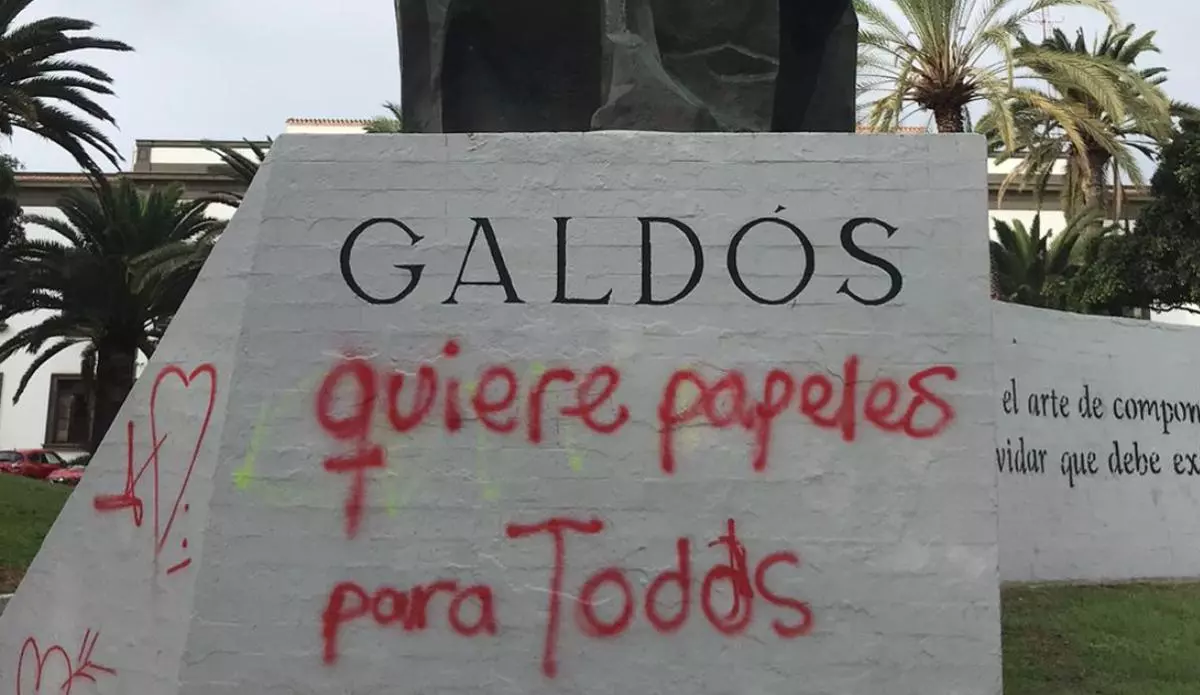 GALDÓS
quiere papeles
para Todos
el arte de compon
vidar que debe ex